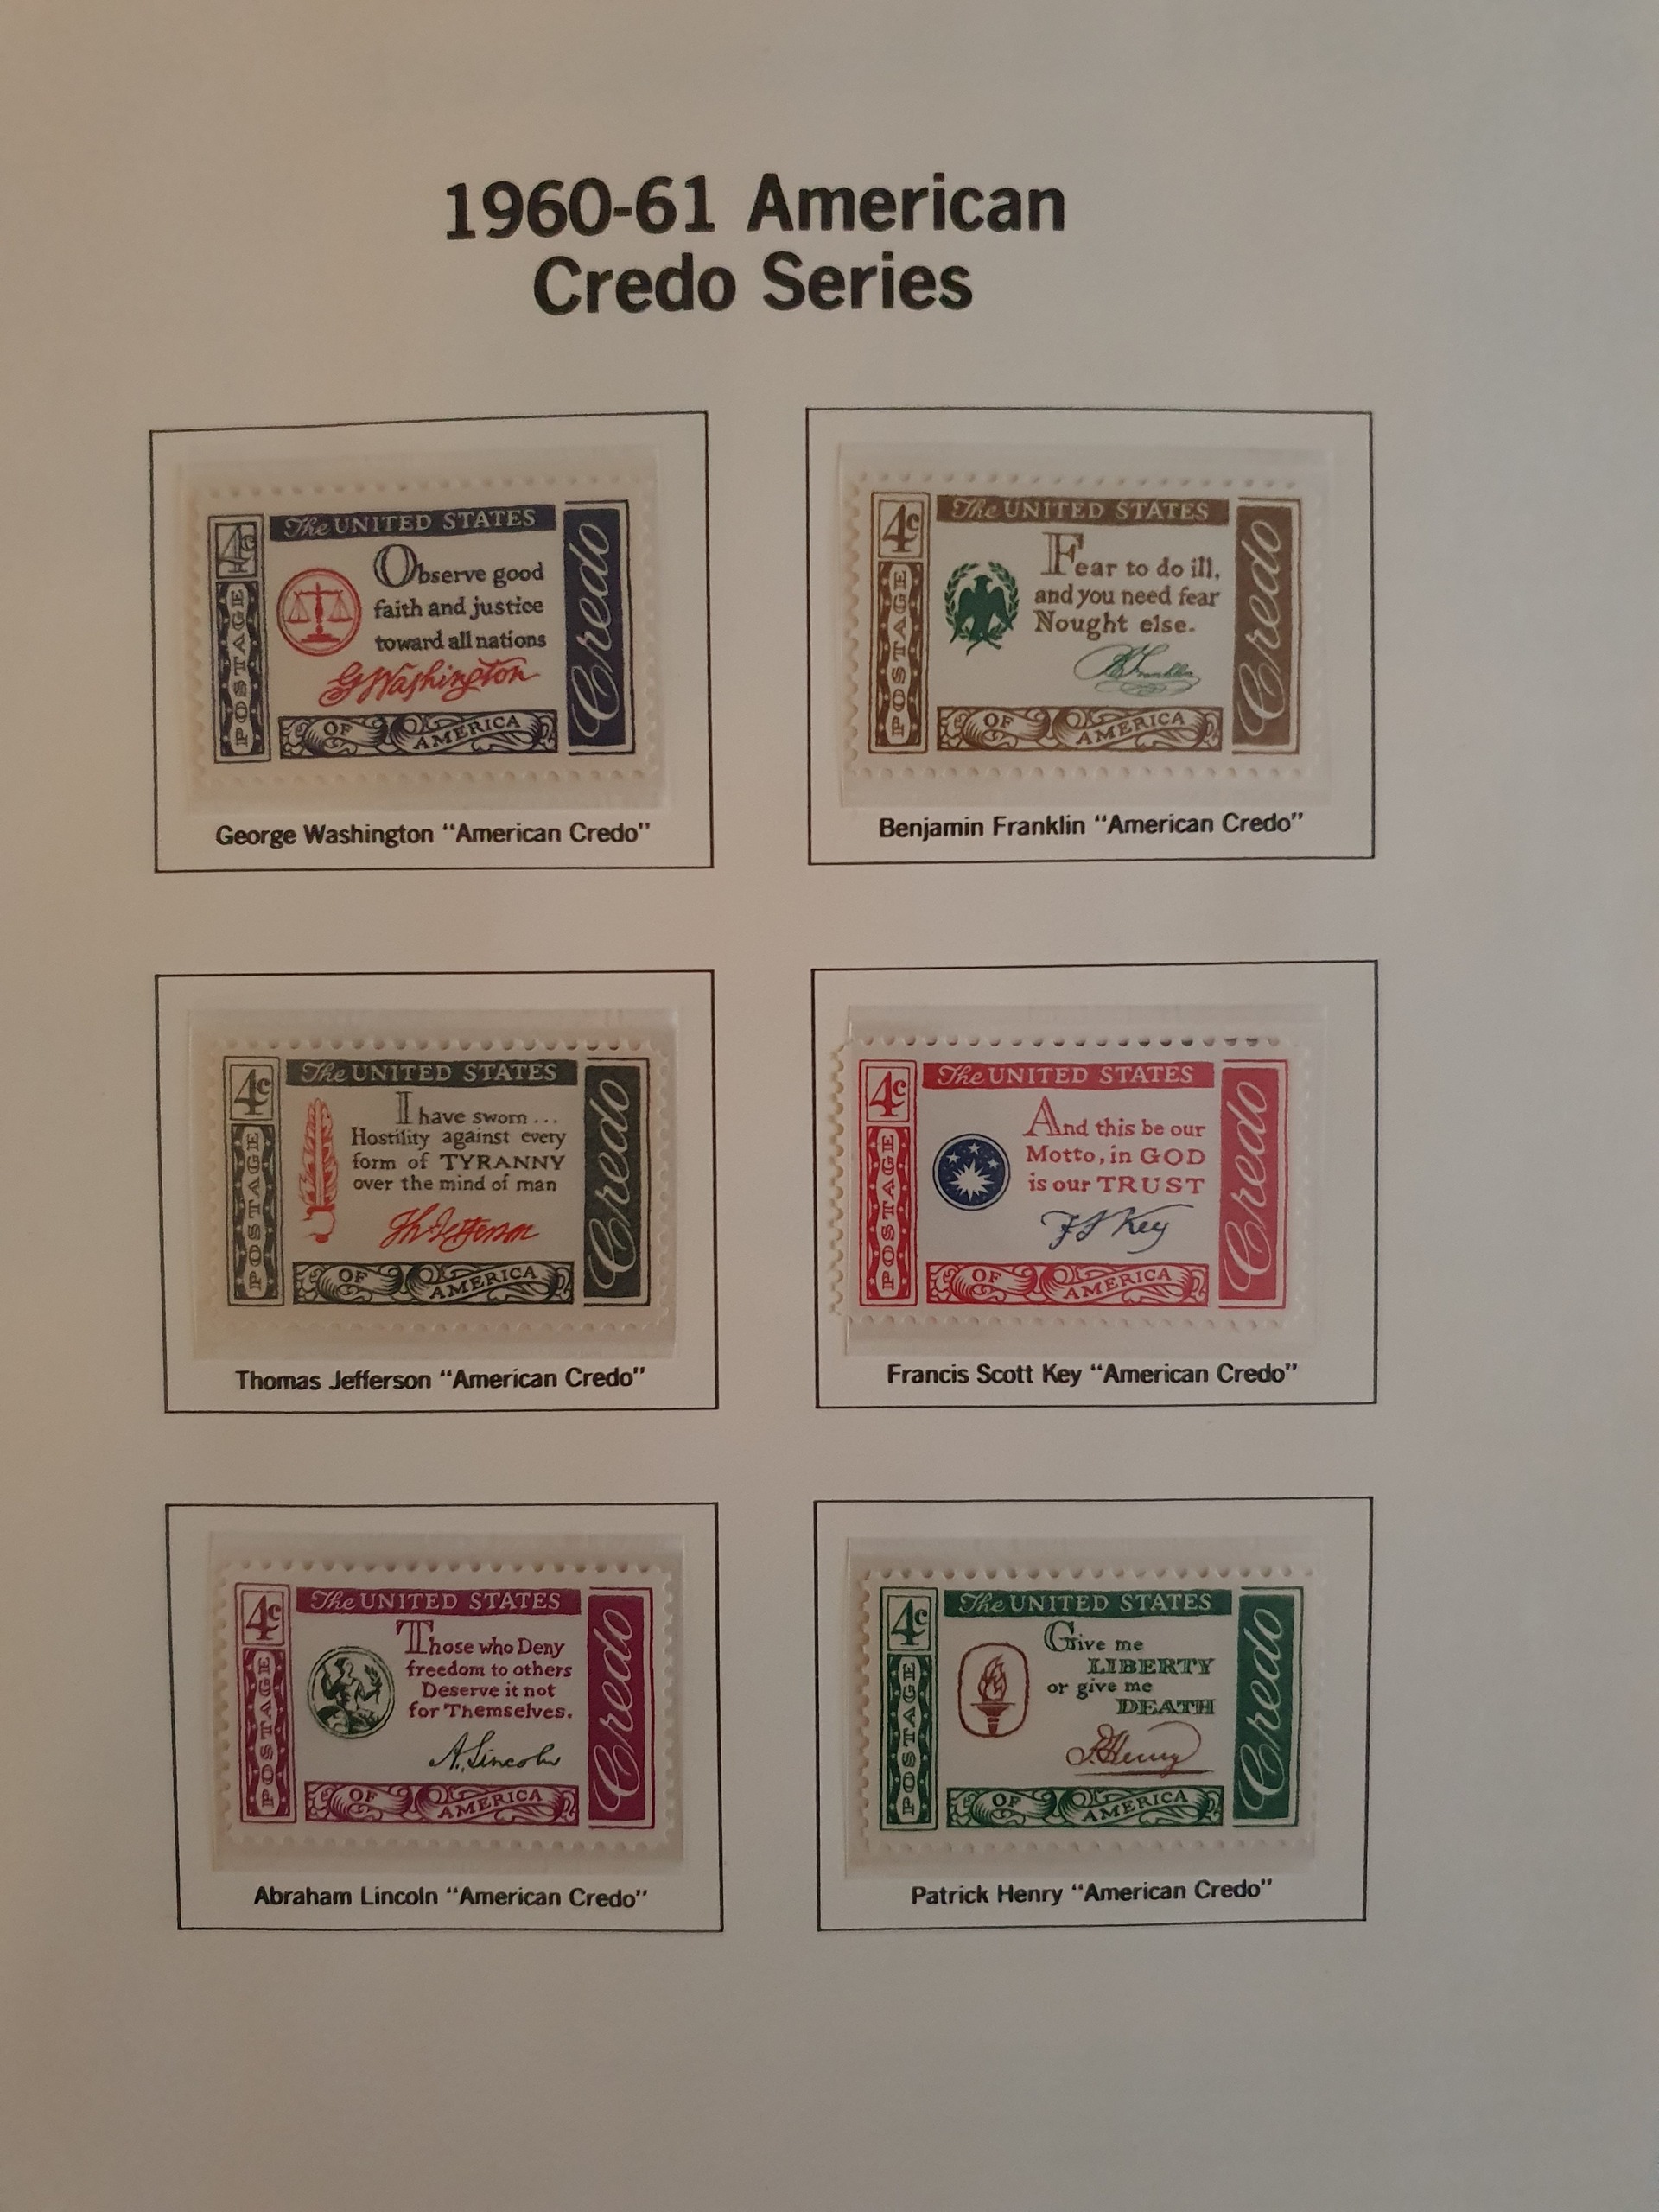 1960-61 American
Credo Series
4c
The UNITED STATES
Observe good
faith and justice
toward all nations
G Washington
POSTAGE
OF AMERICA
Credo
George Washington "American Credo"
4c
The UNITED STATES
Fear to do ill,
and you need fear
Nought else.
B Franklin
POSTAGE
OF AMERICA
Credo
Benjamin Franklin "American Credo"
4c
The UNITED STATES
I have sworn ...
Hostility against every
form of TYRANNY
over the mind of man
Th. Jefferson
POSTAGE
OF AMERICA
Credo
Thomas Jefferson "American Credo"
4c
The UNITED STATES
And this be our
Motto, in GOD
is our TRUST
F S Key
POSTAGE
OF AMERICA
Credo
Francis Scott Key "American Credo"
4c
The UNITED STATES
Those who Deny
freedom to others
Deserve it not
for Themselves.
A. Lincoln
POSTAGE
OF AMERICA
Credo
Abraham Lincoln "American Credo"
4c
The UNITED STATES
Give me
LIBERTY
or give me
DEATH
P. Henry
POSTAGE
OF AMERICA
Credo
Patrick Henry "American Credo"